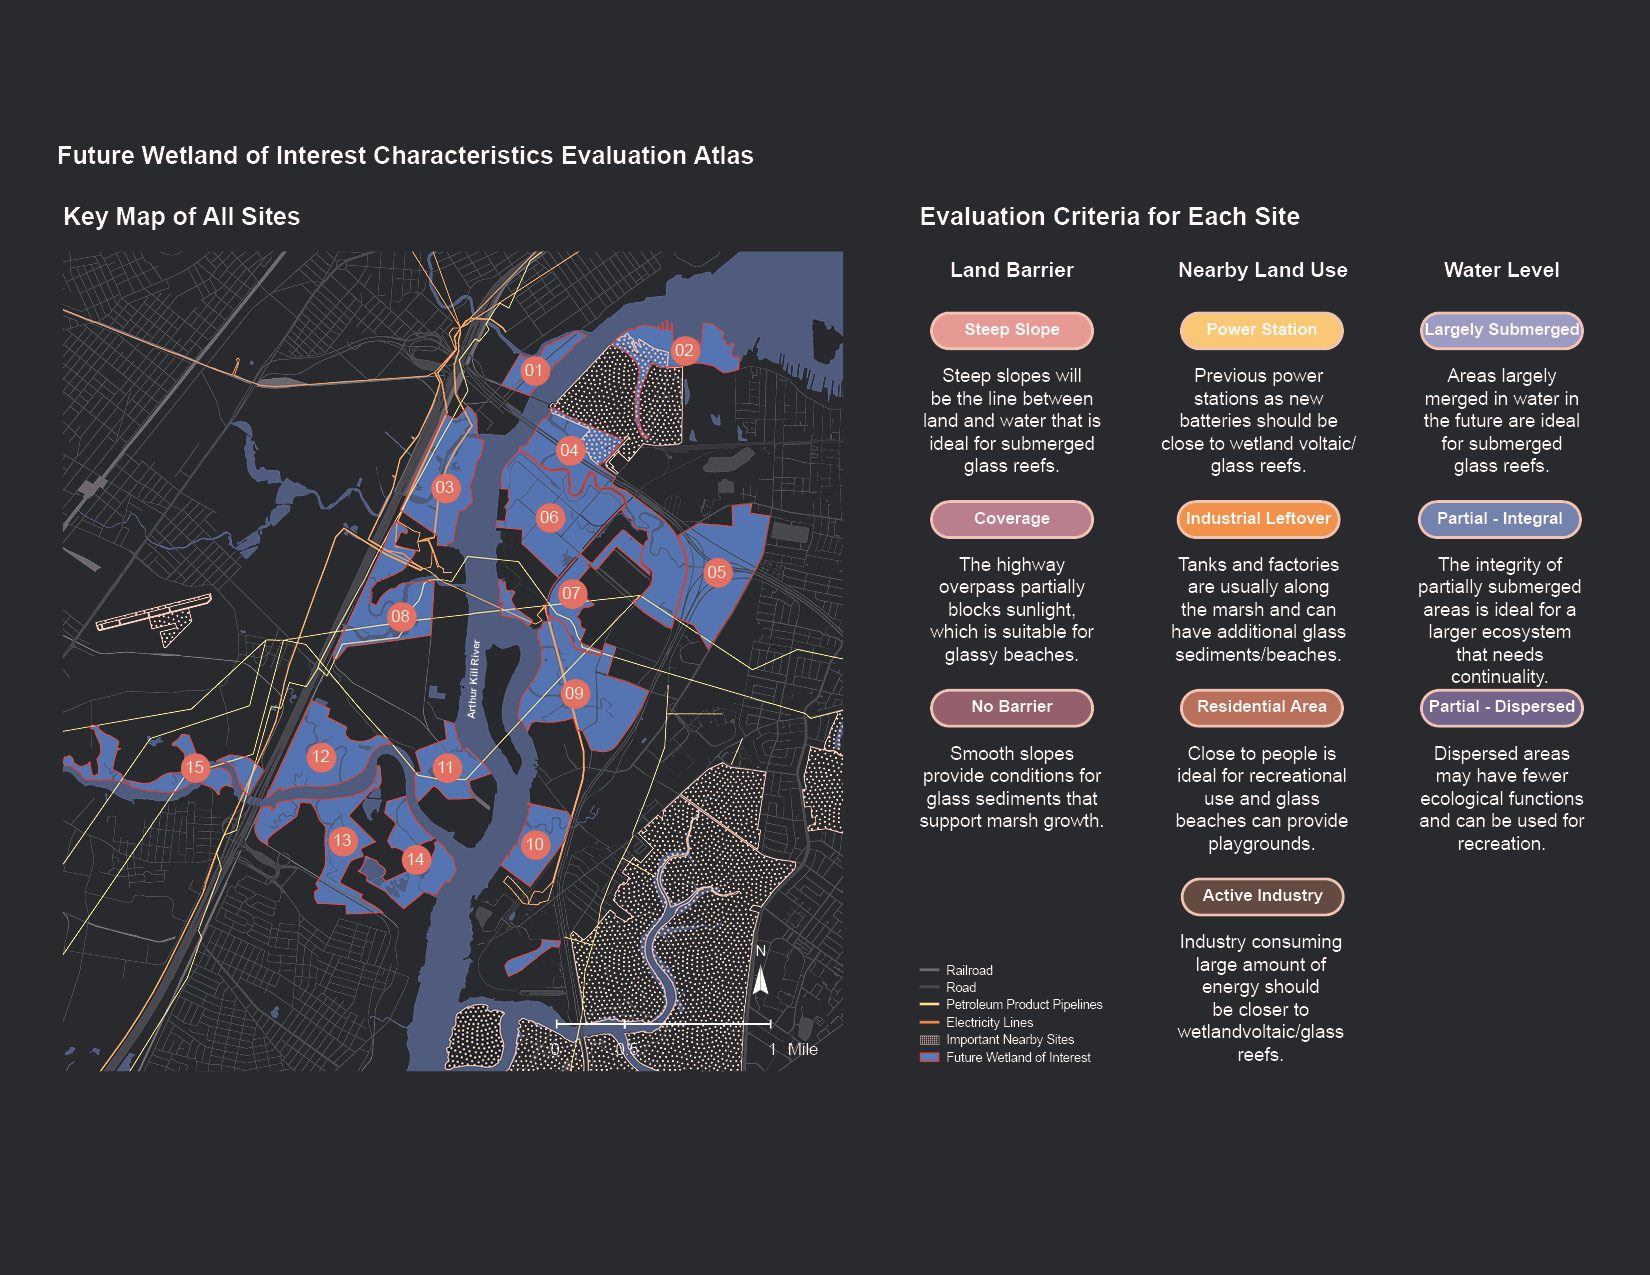 Future Wetland of Interest Characteristics Evaluation Atlas
Key Map of All Sites
01
02
03
04
05
06
07
08
09
10
11
12
13
14
15
Arthur Kill River
N
0
0.5
1 Mile
Evaluation Criteria for Each Site
Land Barrier
Steep Slope
Steep slopes will
be the line between
land and water that is
ideal for submerged
glass reefs.
Coverage
The highway
overpass partially
blocks sunlight,
which is suitable for
glassy beaches.
No Barrier
Smooth slopes
provide conditions for
glass sediments that
support marsh growth.
Nearby Land Use
Power Station
Previous power
stations as new
batteries should be
close to wetland voltaic/
glass reefs.
Industrial Leftover
Tanks and factories
are usually along
the marsh and can
have additional glass
sediments/beaches.
Residential Area
Close to people is
ideal for recreational
use and glass
beaches can provide
playgrounds.
Active Industry
Industry consuming
large amount of
energy should
be closer to
wetlandvoltaic/glass
reefs.
Water Level
Largely Submerged
Areas largely
merged in water in
the future are ideal
for submerged
glass reefs.
Partial - Integral
The integrity of
partially submerged
areas is ideal for a
larger ecosystem
that needs
continuality.
Partial - Dispersed
Dispersed areas
may have fewer
ecological functions
and can be used for
recreation.
Railroad
Road
Petroleum Product Pipelines
Electricity Lines
Important Nearby Sites
Future Wetland of Interest